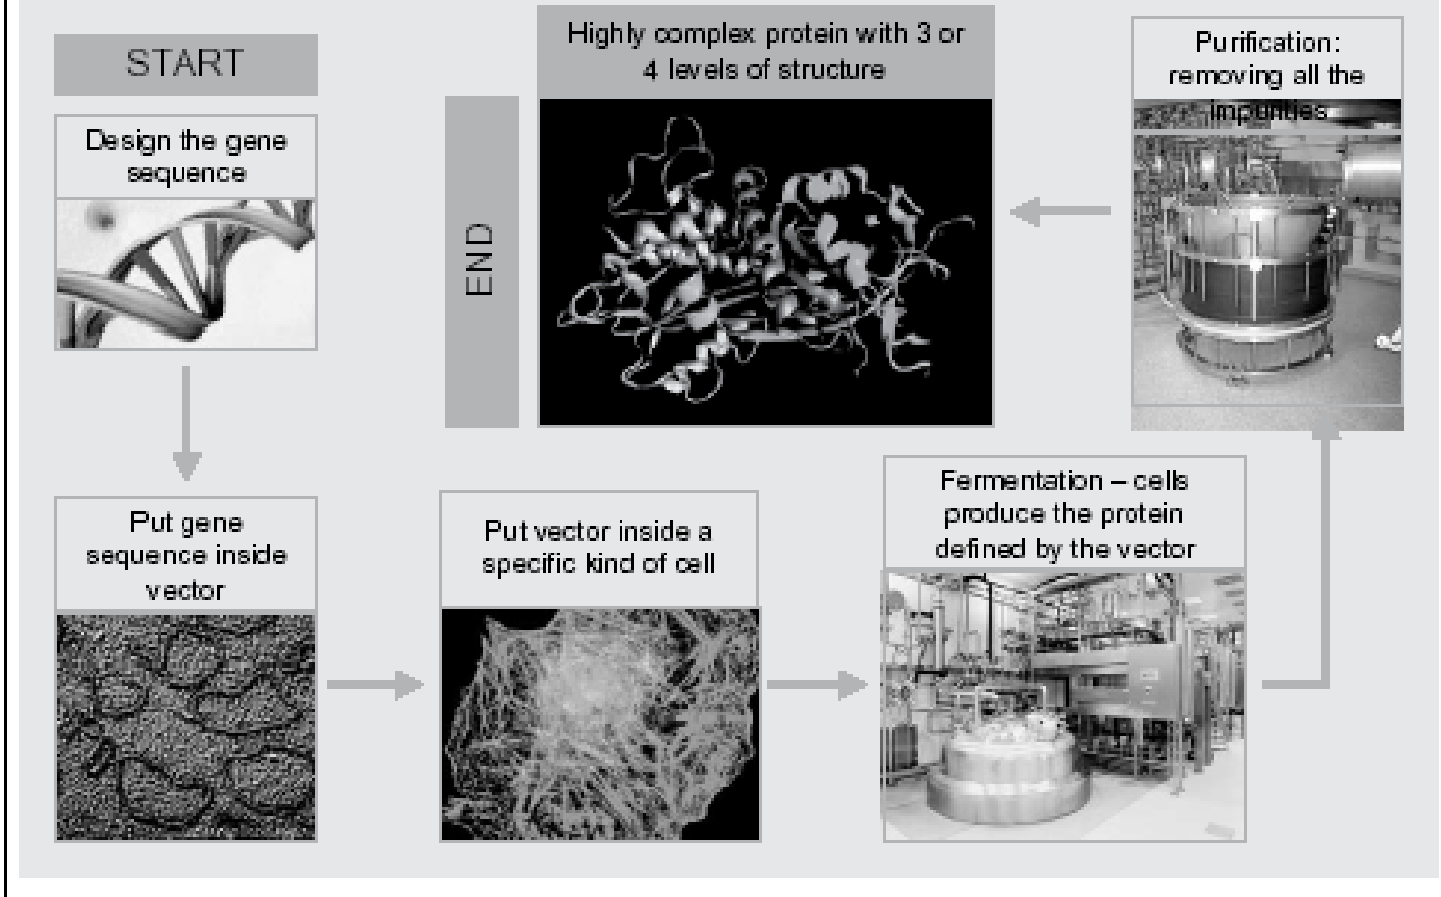 START
Design the gene
sequence
Put gene
sequence inside
vector
Put vector inside a
specific kind of cell
Fermentation – cells
produce the protein
defined by the vector
Purification:
removing all the
impurities
END
Highly complex protein with 3 or
4 levels of structure